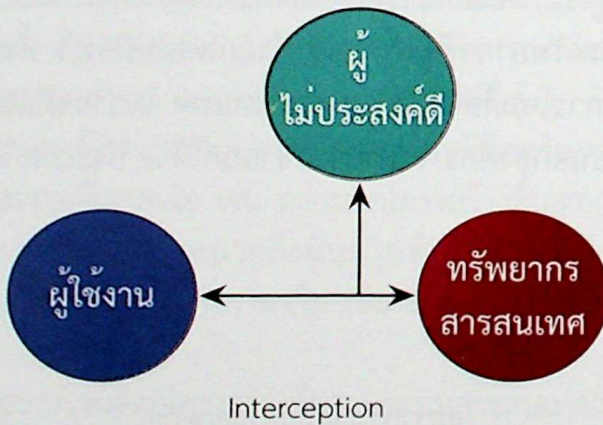 ผู้
ไม่ประสงค์ดี
ผู้ใช้งาน
ทรัพยากร
สารสนเทศ
Interception